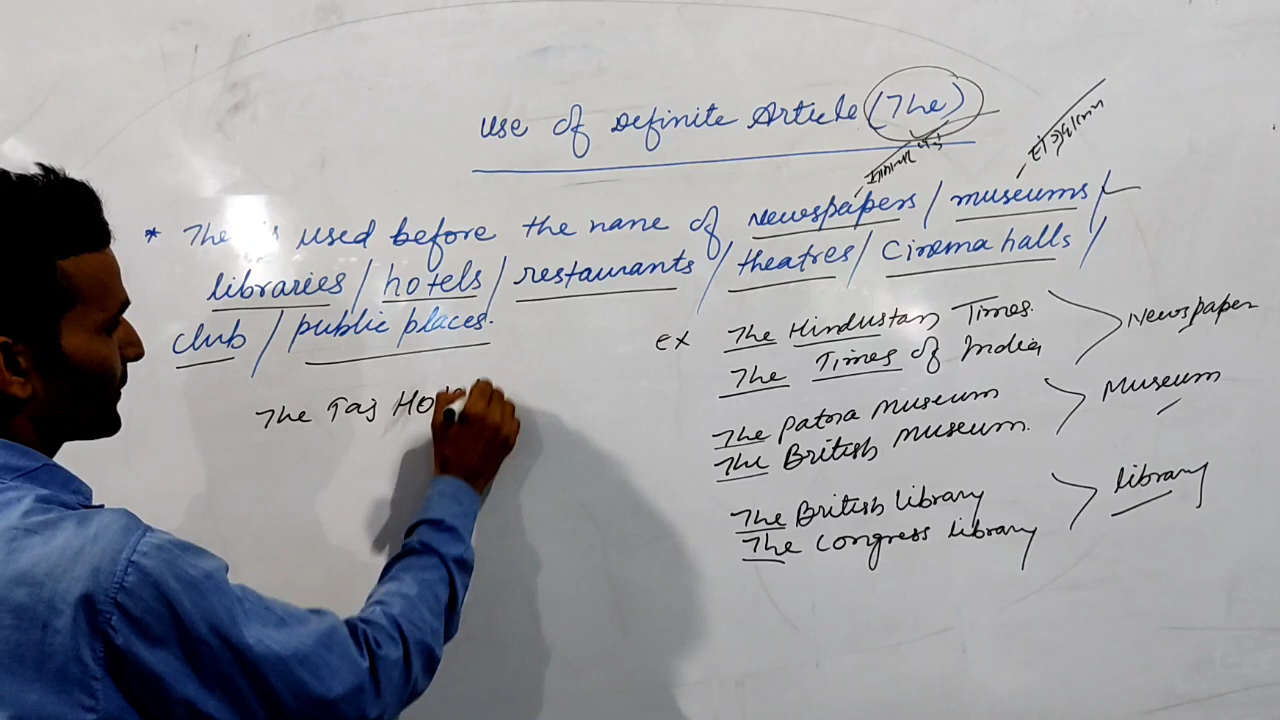 Use of Definite Article (The)
* The is used before the name of Newspapers / museums /
libraries / hotels / restaurants / theatres / Cinema halls /
club / public places.
The Taj Ho
ex The Hindustan Times.
The Times of India
Newspaper
The Patna Museum
The British Museum.
Museum
The British library
The Congress library
library